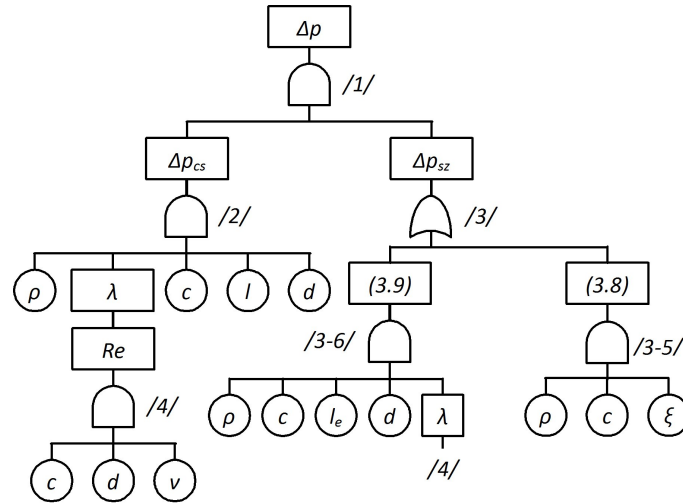 Δp
/1/
Δp_cs Δp_sz
/2/ /3/
ρ λ c l d (3.9) (3.8)
Re /3-6/ /3-5/
/4/ ρ c l_e d λ ρ c ξ
/4/
c d ν